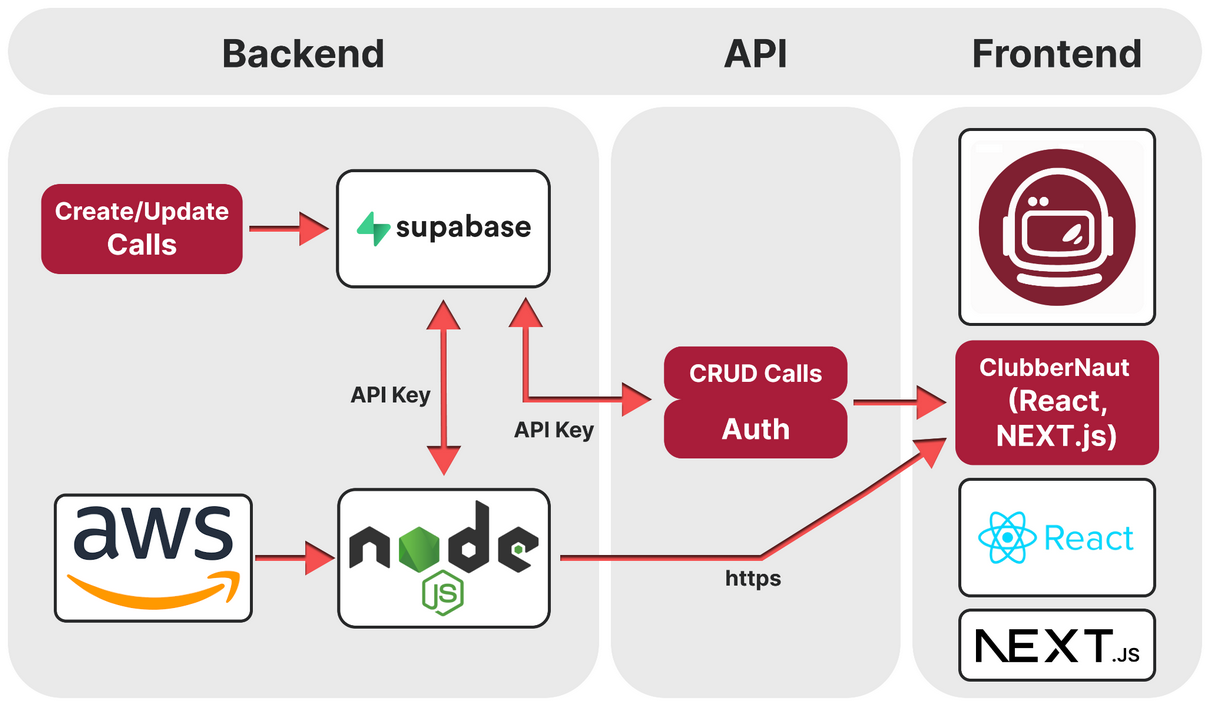 Backend
API
Frontend
Create/Update
Calls
supabase
API Key
API Key
CRUD Calls
Auth
ClubberNaut
(React,
NEXT.js)
aws
node
JS
https
React
NEXT.JS